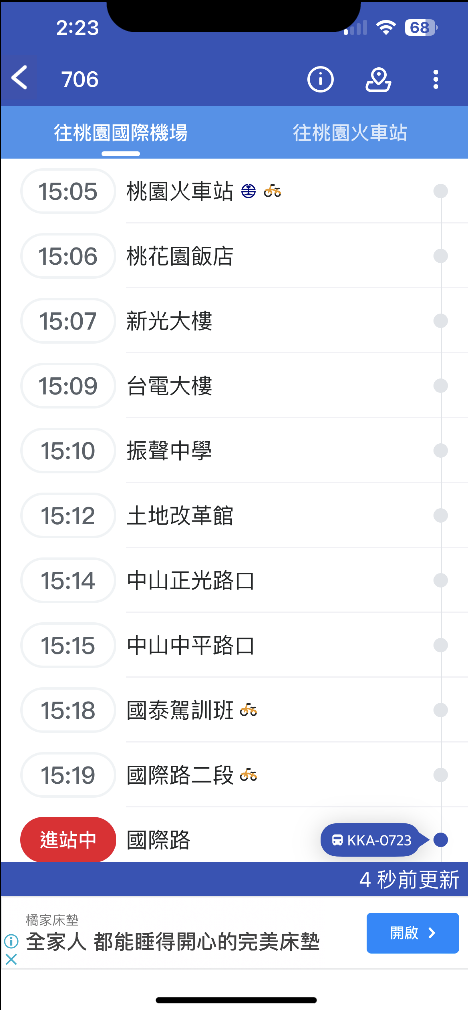 2:23
68
706
往桃園國際機場
往桃園火車站
15:05 桃園火車站
15:06 桃花園飯店
15:07 新光大樓
15:09 台電大樓
15:10 振聲中學
15:12 土地改革館
15:14 中山正光路口
15:15 中山中平路口
15:18 國泰駕訓班
15:19 國際路二段
進站中 國際路 KKA-0723
4 秒前更新
橘家床墊
全家人 都能睡得開心的完美床墊
開啟